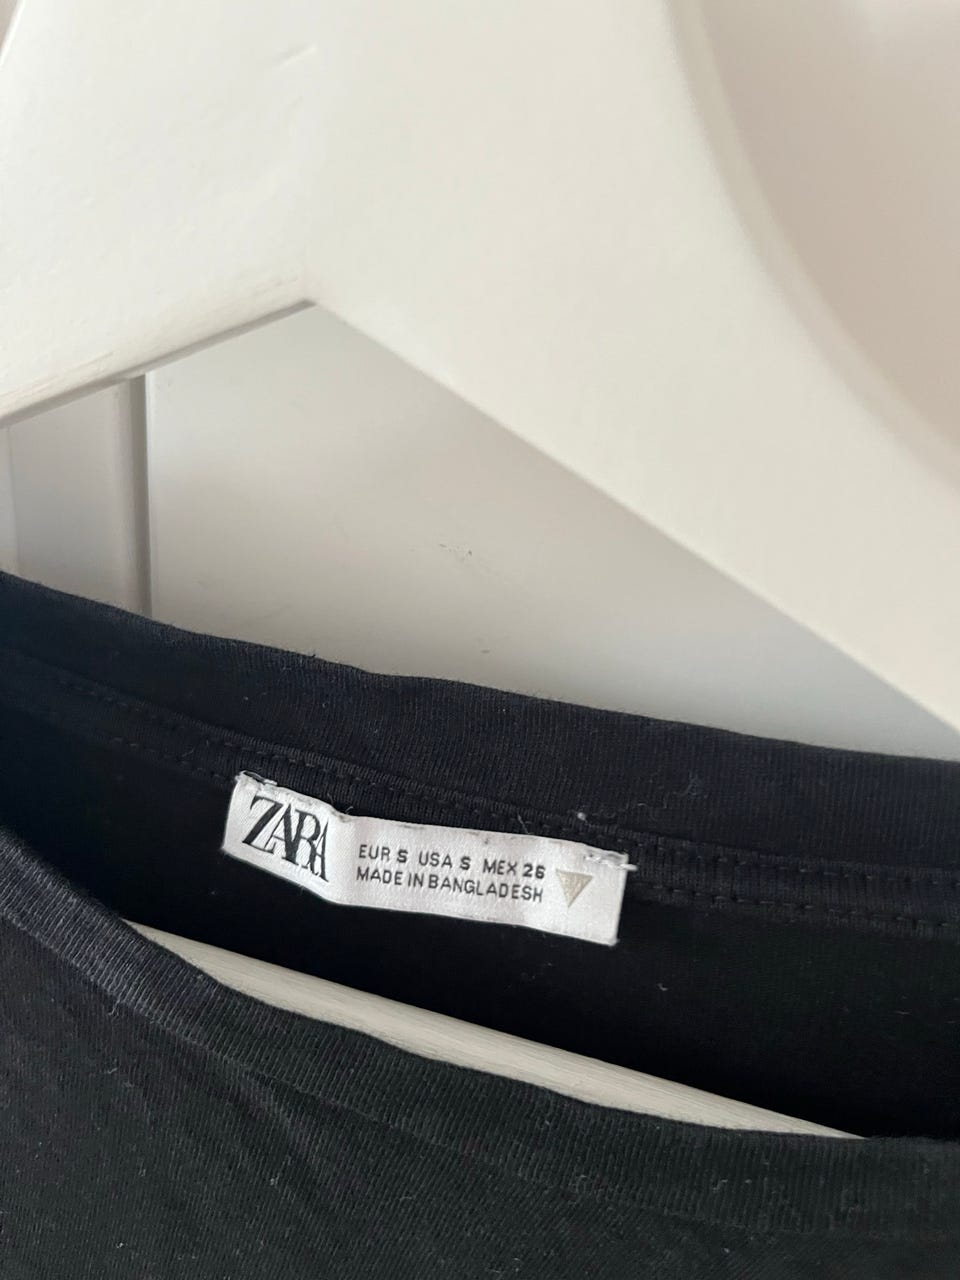 ZARA
EUR S USA S MEX 26
MADE IN BANGLADESH